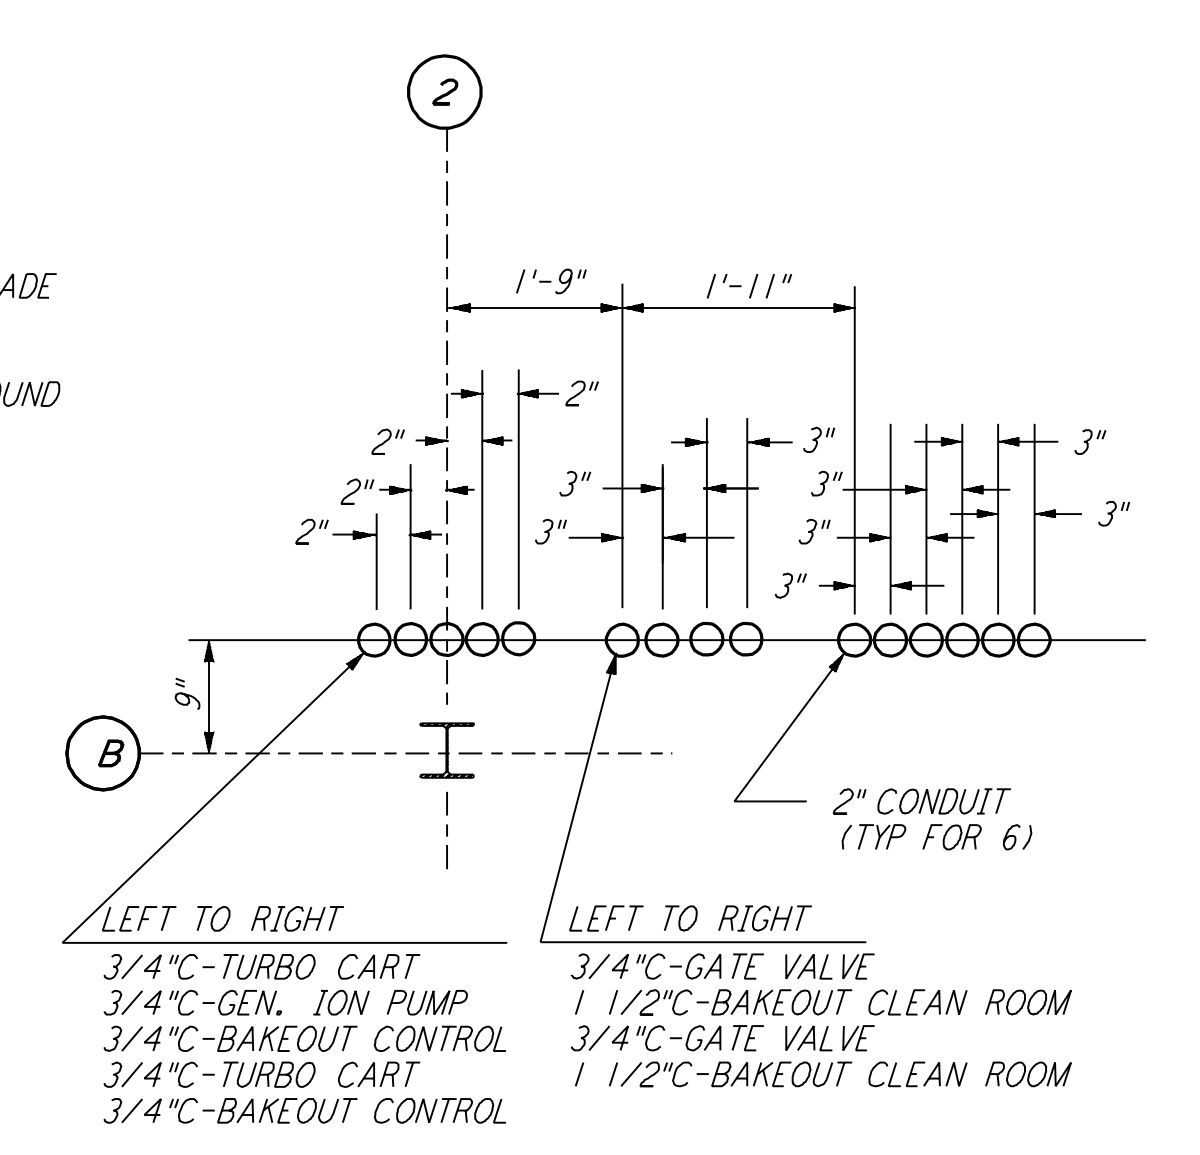 2
ADE
1'-9"
1'-11"
OUND
2"
2"
3"
3"
2"
3"
3"
2"
3"
3"
3"
3"
9"
B
2" CONDUIT
(TYP FOR 6)
LEFT TO RIGHT
3/4"C-TURBO CART
3/4"C-GEN. ION PUMP
3/4"C-BAKEOUT CONTROL
3/4"C-TURBO CART
3/4"C-BAKEOUT CONTROL
LEFT TO RIGHT
3/4"C-GATE VALVE
1 1/2"C-BAKEOUT CLEAN ROOM
3/4"C-GATE VALVE
1 1/2"C-BAKEOUT CLEAN ROOM